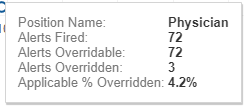 Position Name: Physician
Alerts Fired: 72
Alerts Overridable: 72
Alerts Overridden: 3
Applicable % Overridden: 4.2%